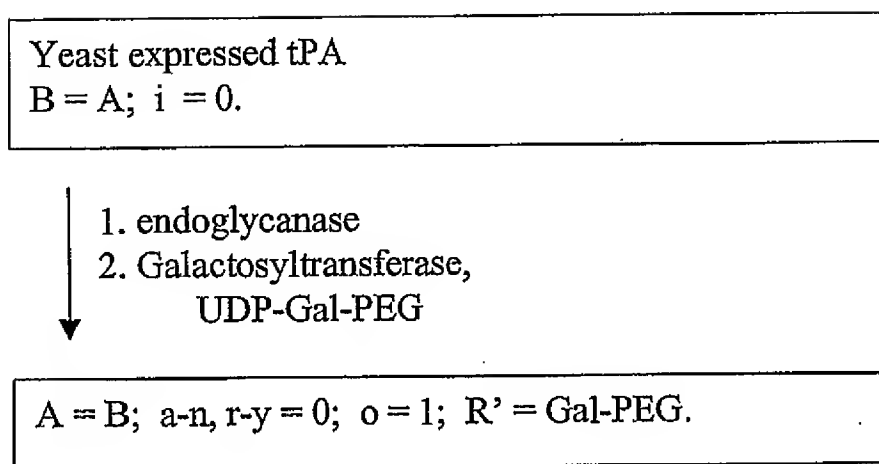 Yeast expressed tPA
B = A; i = 0.
1. endoglycanase
2. Galactosyltransferase,
UDP-Gal-PEG
A = B; a-n, r-y = 0; o = 1; R’ = Gal-PEG.